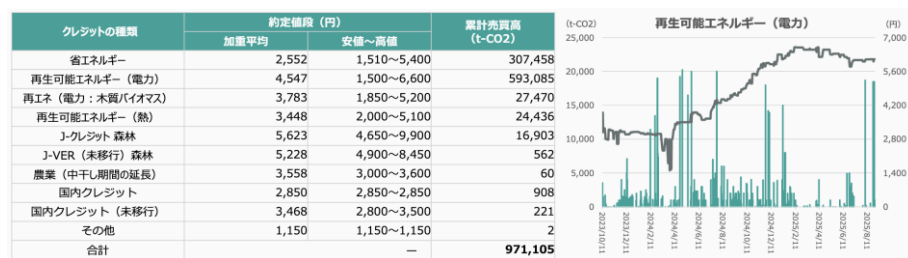 クレジットの種類 約定値段（円） 累計売買高（t-CO2）
加重平均 安値～高値
省エネルギー 2,552 1,510～5,400 307,458
再生可能エネルギー（電力） 4,547 1,500～6,600 593,085
再エネ（電力：木質バイオマス） 3,783 1,850～5,200 27,470
再生可能エネルギー（熱） 3,448 2,000～5,100 24,436
J-クレジット 森林 5,623 4,650～9,900 16,903
J-VER（未移行）森林 5,228 4,900～8,450 562
農業（中干し期間の延長） 3,558 3,000～3,600 60
国内クレジット 2,850 2,850～2,850 908
国内クレジット（未移行） 3,468 2,800～3,500 221
その他 1,150 1,150～1,150 2
合計 — 971,105
(t-CO2) 再生可能エネルギー（電力） (円)
25,000 7,000
20,000 5,600
15,000 4,200
10,000 2,800
5,000 1,400
0 0
2023/10/11
2023/12/11
2024/2/11
2024/4/11
2024/6/11
2024/8/11
2024/10/11
2024/12/11
2025/2/11
2025/4/11
2025/6/11
2025/8/11